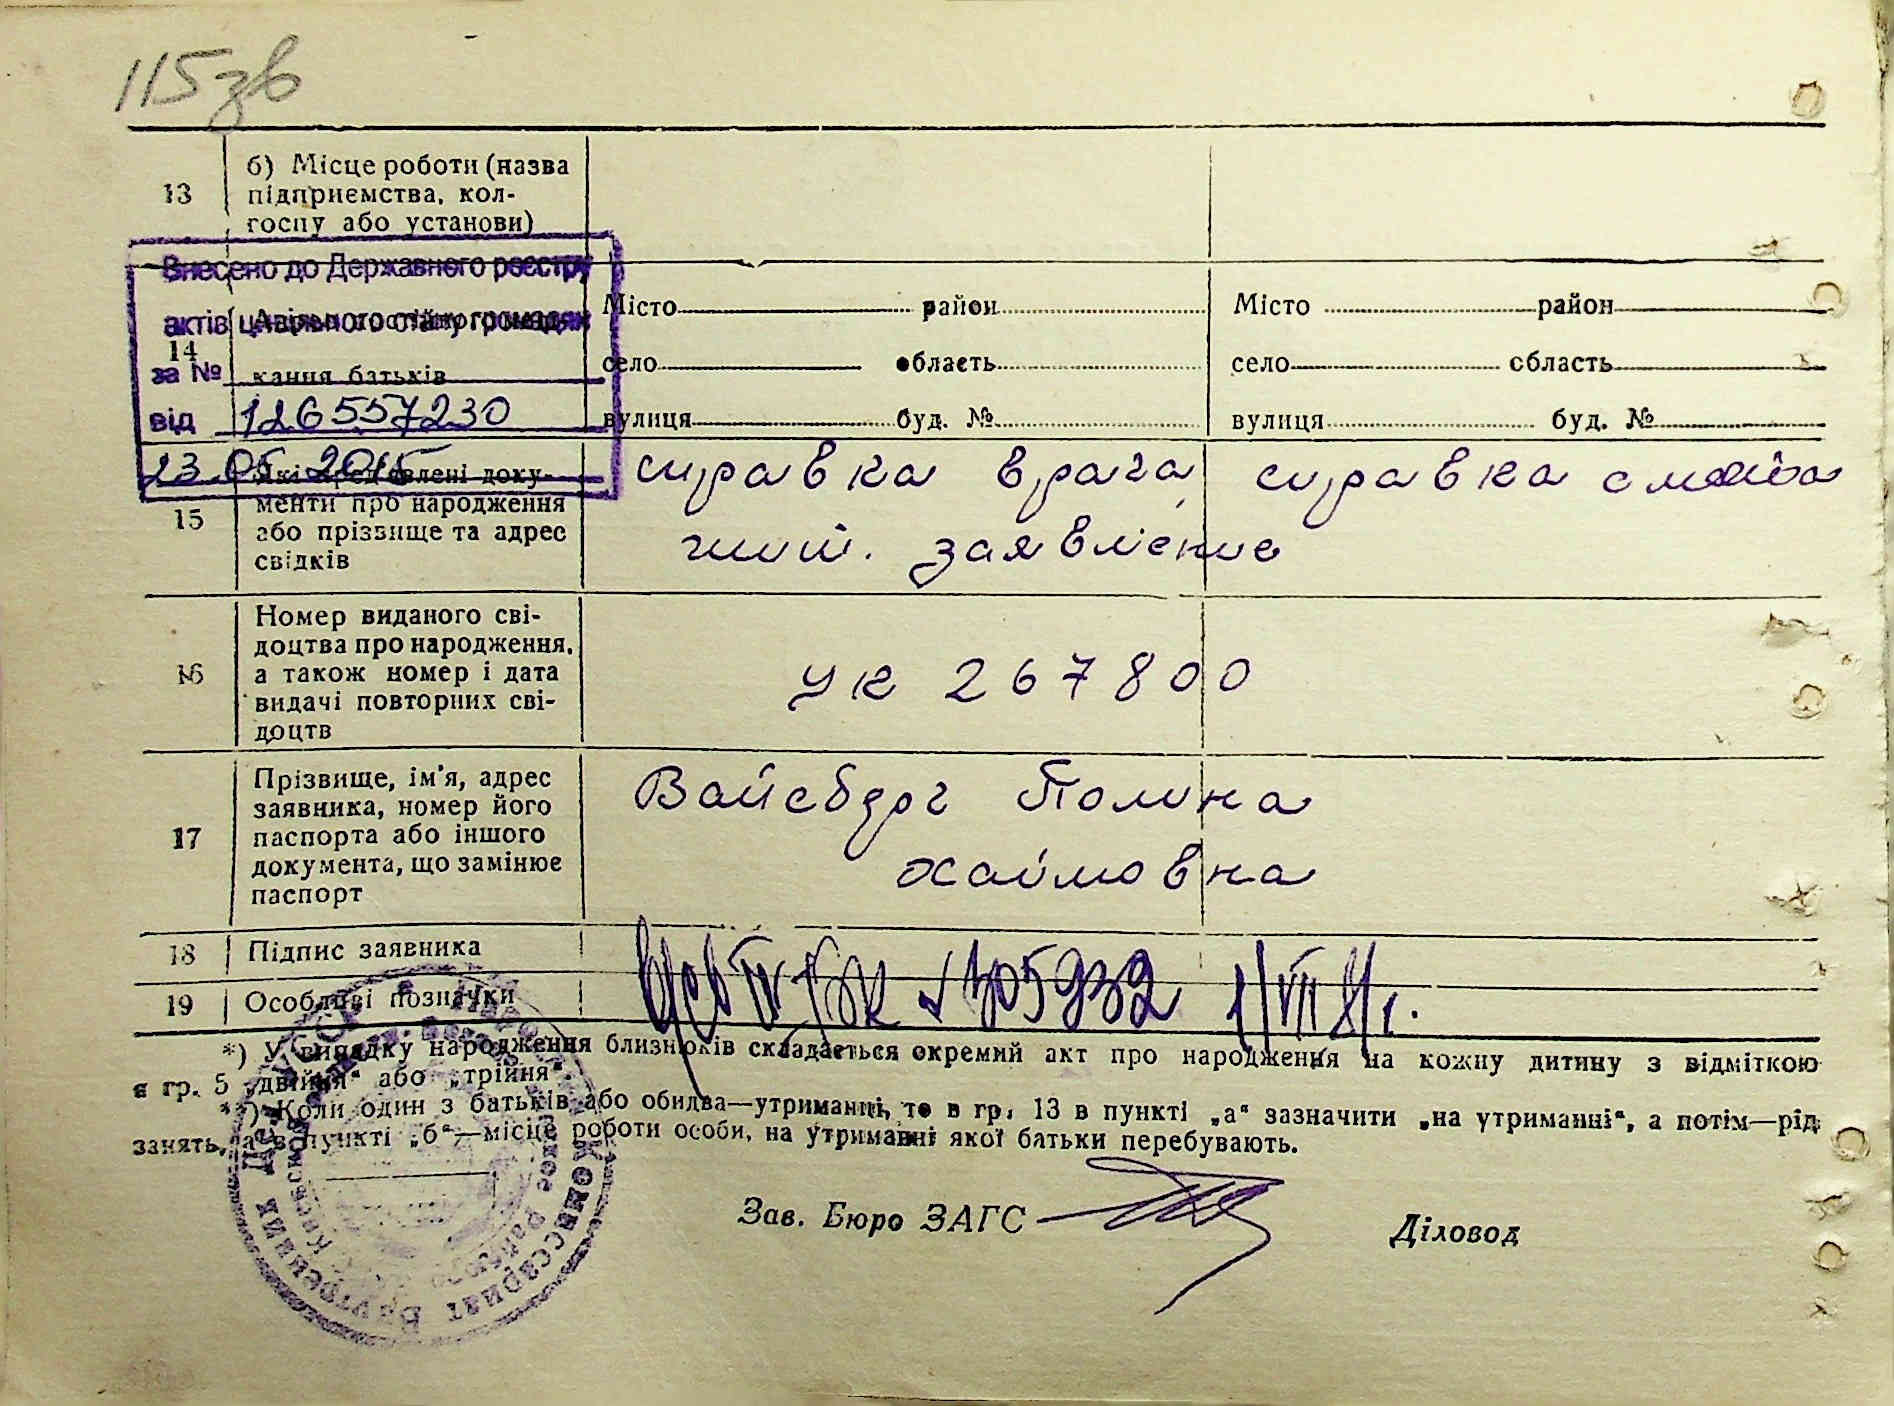 115зв
13
б) Місце роботи (назва
підприємства, кол-
госпу або установи)
Внесено до Державного реєстру
актів цивільного стану громадян
за №
від 126557230
23.05.2015
14
кання батьків
Місто район
село область
вулиця буд. №
Місто район
село область
вулиця буд. №
15
Які представлені доку-
менти про народження
або прізвище та адрес
свідків
справка врача справка
заявление
16
Номер виданого сві-
доцтва про народження,
а також номер і дата
видачі повторних сві-
доцтв
УК 267800
17
Прізвище, ім'я, адрес
заявника, номер його
паспорта або іншого
документа, що замінює
паспорт
Вайсберг Полина
Хаймовна
18 Підпис заявника
19 Особливі позначки
*) У випадку народження близнюків складається окремий акт про народження на кожну дитину з відміткою
в гр. 5 „двійня“ або „трійня“.
**) Коли один з батьків або обидва—утриманці, то в гр. 13 в пункті „а“ зазначити „на утриманні“, а потім—рід
занять, а в пункті „б“—місце роботи особи, на утриманні якої батьки перебувають.
Зав. Бюро ЗАГС
Діловод